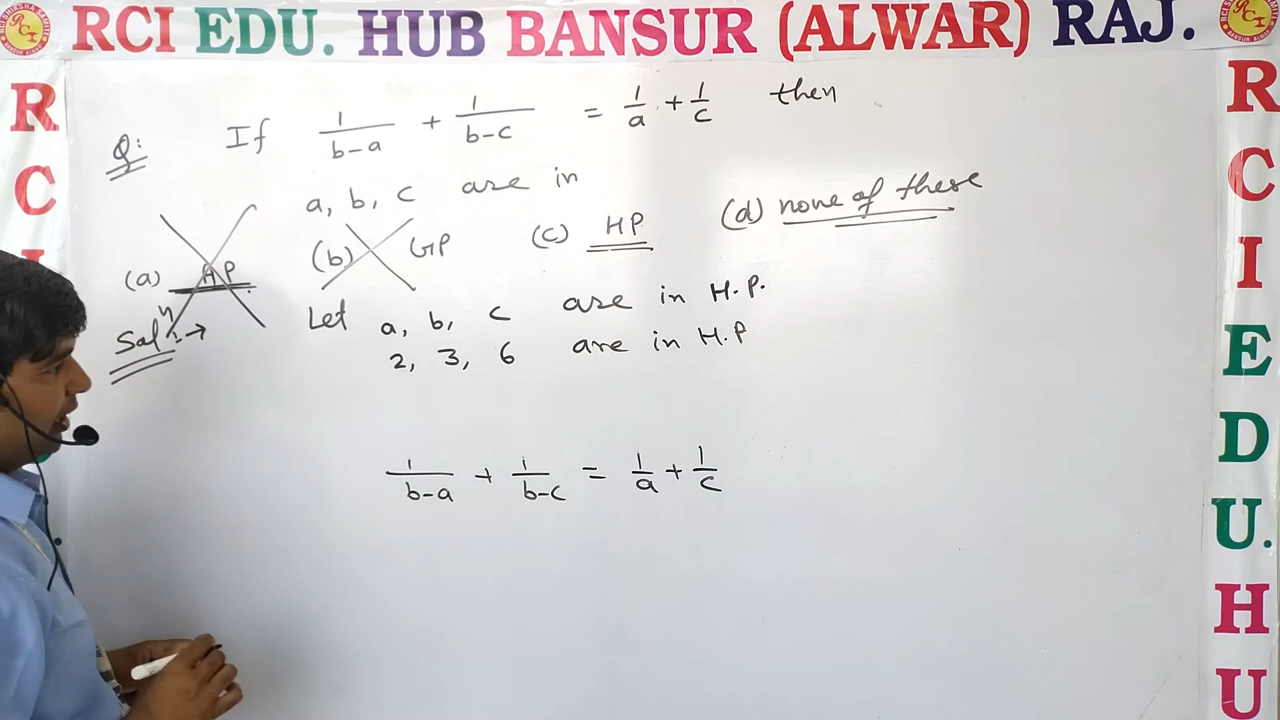 RCI EDU. HUB BANSUR (ALWAR) RAJ.
R
C
I
R
C
I
E
D
U.
H
U
Q: If 1/(b-a) + 1/(b-c) = 1/a + 1/c then
a, b, c are in
(a) AP (b) GP (c) HP (d) none of these
Solⁿ :→ Let a, b, c are in H.P.
2, 3, 6 are in H.P
1/(b-a) + 1/(b-c) = 1/a + 1/c